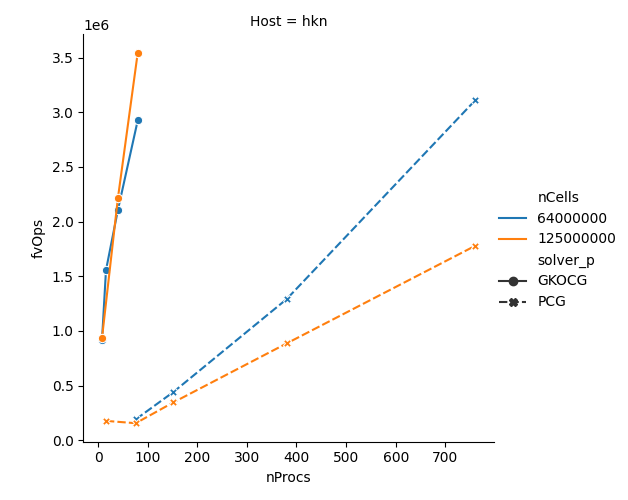 Host = hkn
1e6
3.5
3.0
2.5
2.0
1.5
1.0
0.5
0.0
fvOps
0 100 200 300 400 500 600 700
nProcs
nCells
64000000
125000000
solver_p
GKOCG
PCG